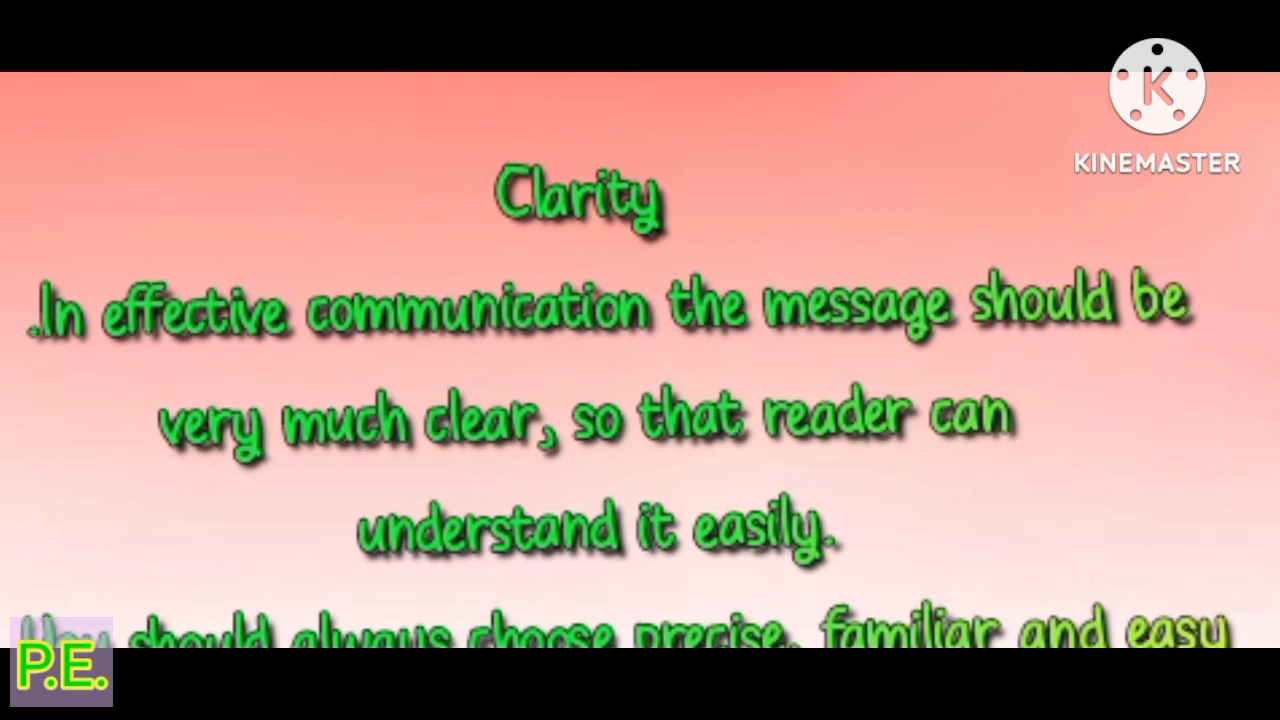 KINEMASTER
Clarity
.In effective communication the message should be
very much clear, so that reader can
understand it easily.
should always choose precise, familiar and easy
P.E.